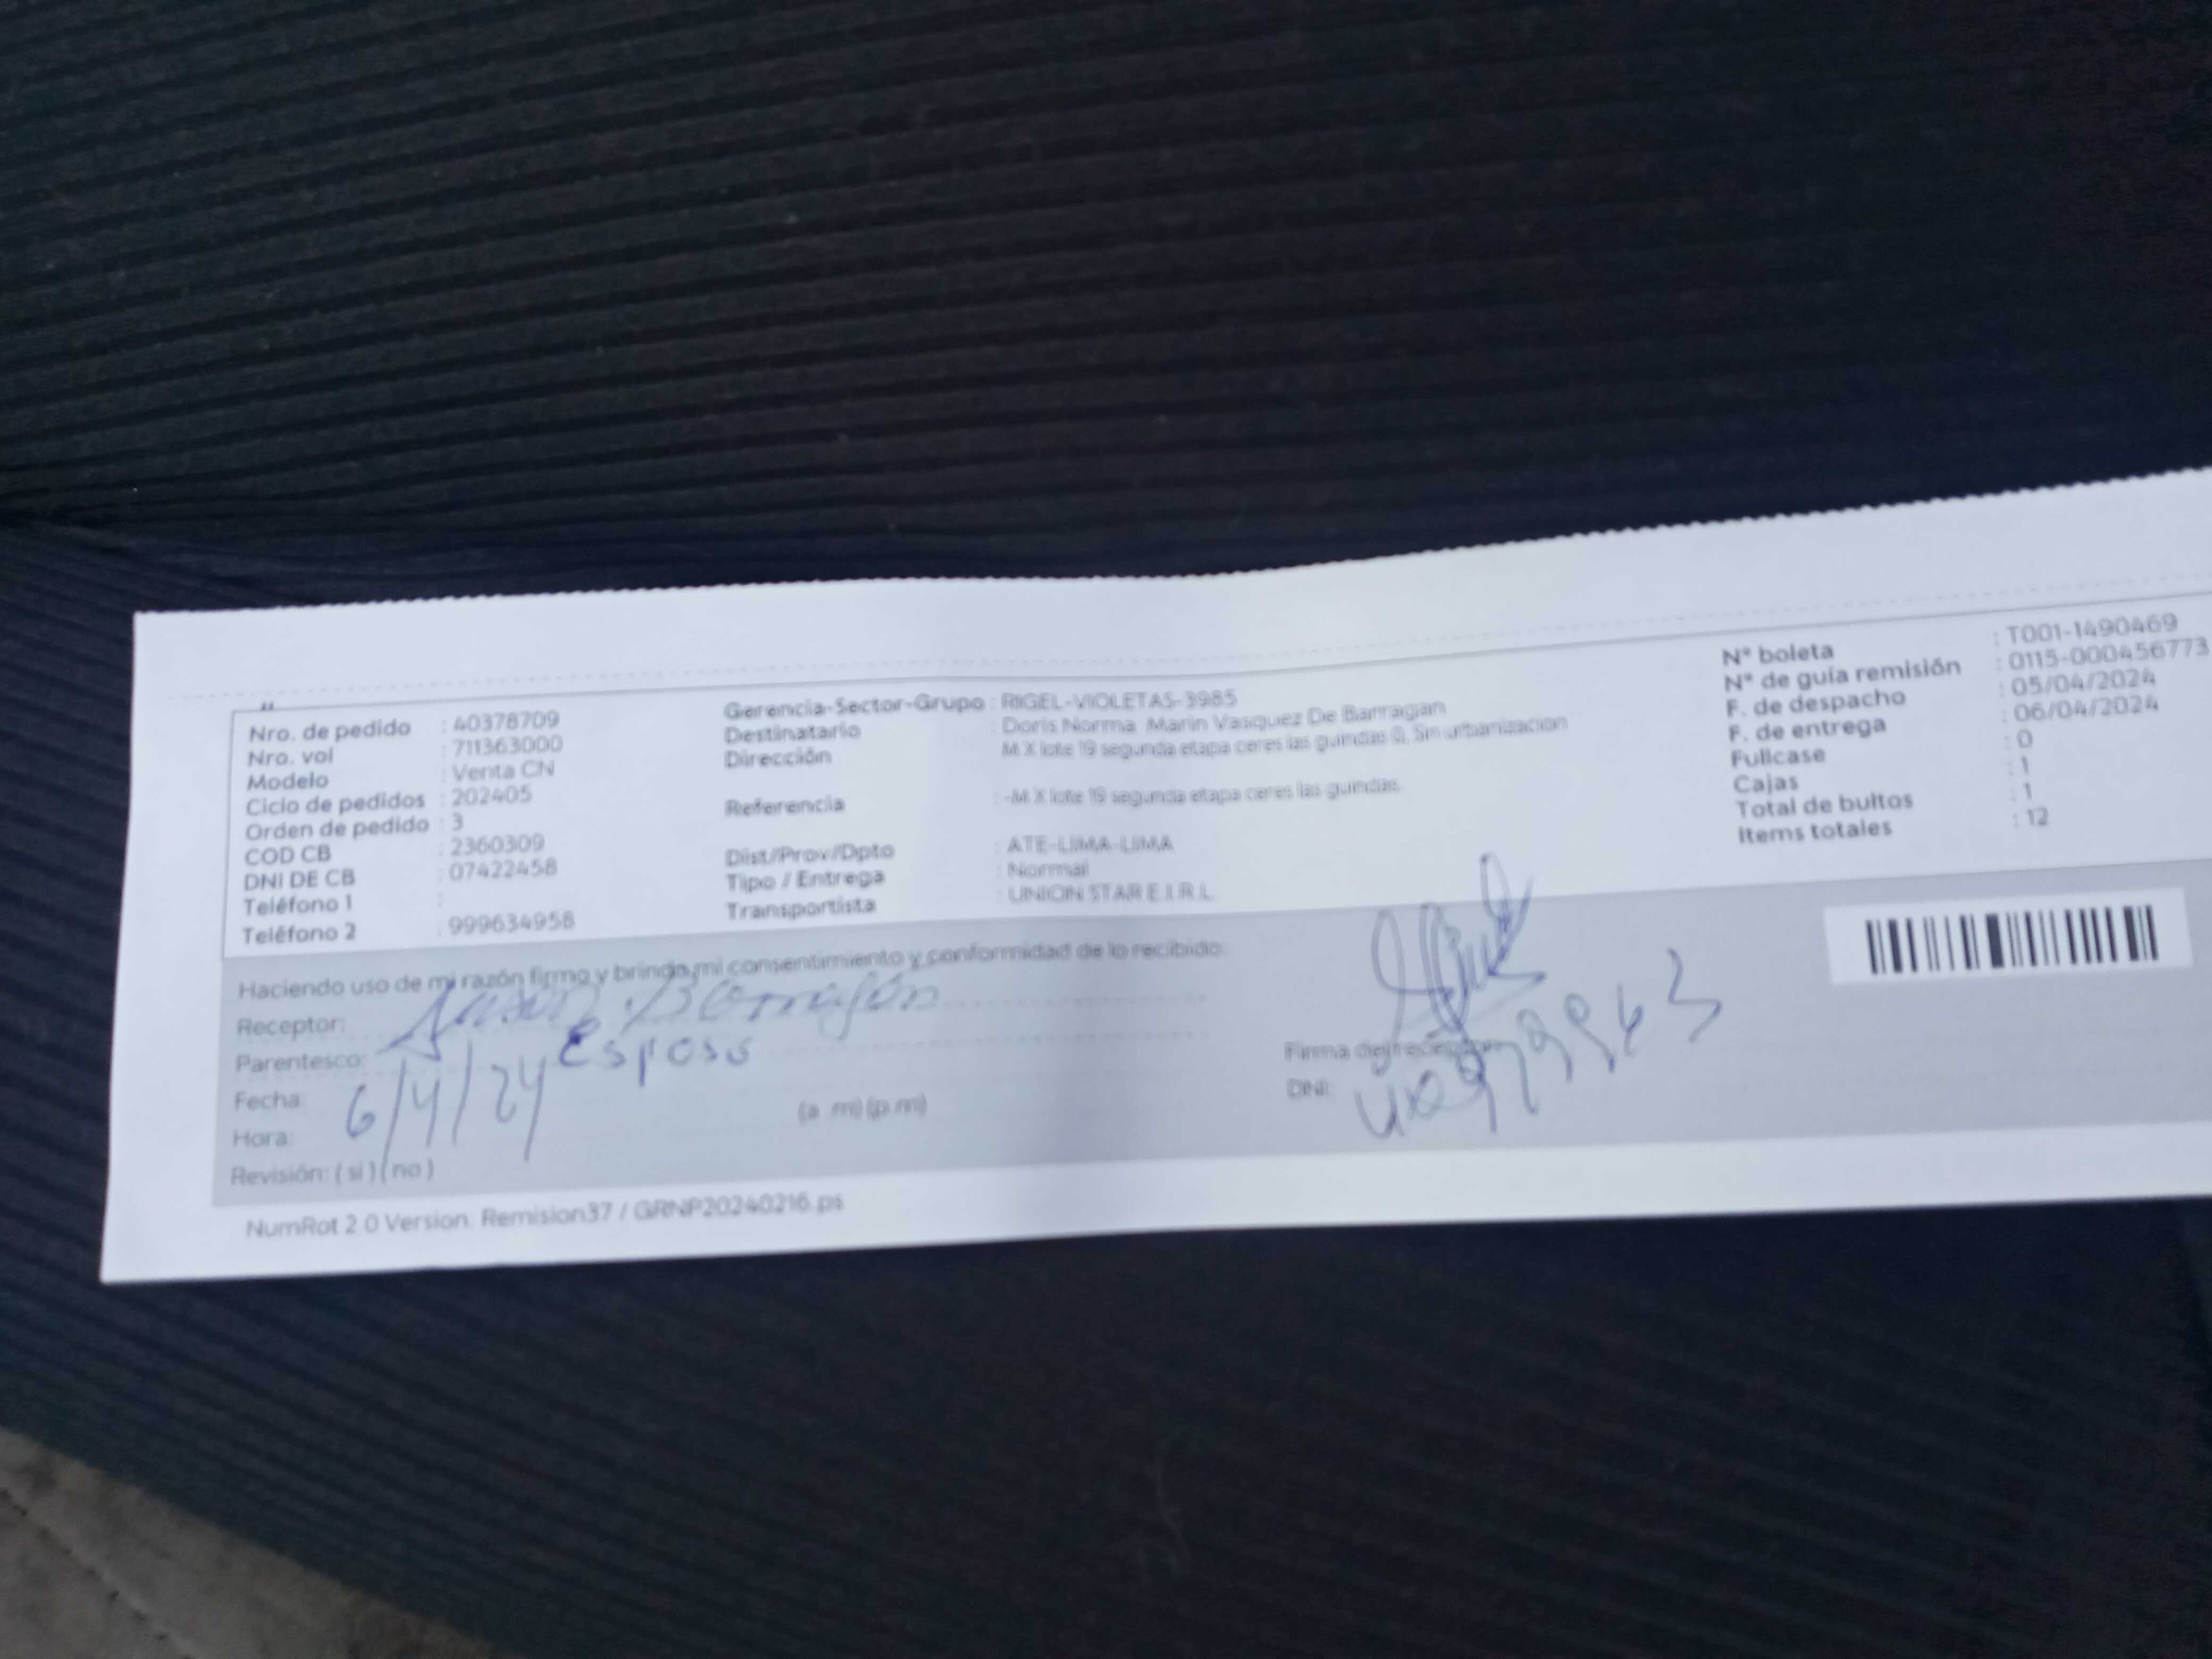 Nro. de pedido : 40378709
Nro. vol : 711363000
Modelo : Venta CN
Ciclo de pedidos : 202405
Orden de pedido : 3
COD CB : 2360309
DNI DE CB : 07422458
Teléfono 1 :
Teléfono 2 : 999634958
Gerencia-Sector-Grupo : RIGEL-VIOLETAS-3985
Destinatario : Doris Norma Marin Vasquez De Barragan
Dirección : M X lote 19 segunda etapa ceres las guindas 0, Sin urbanizacion
Referencia : -M X lote 19 segunda etapa ceres las guindas
Dist/Prov/Dpto : ATE-LIMA-LIMA
Tipo / Entrega : Normal
Transportista : UNION STAR E.I.R.L.
N° boleta : T001-1490469
N° de guía remisión : 0115-000456773
F. de despacho : 05/04/2024
F. de entrega : 06/04/2024
Fullcase : 0
Cajas : 1
Total de bultos : 1
Items totales : 12
Haciendo uso de mi razón firmo y brindo mi consentimiento y conformidad de lo recibido:
Receptor: Barragán
Parentesco: Esposo
Fecha: 6/4/24
Hora: (a .m) (p.m)
Revisión: ( si ) ( no )
Firma del receptor
DNI:
NumRot 2.0 Version: Remision37 / GRNP20240216.ps